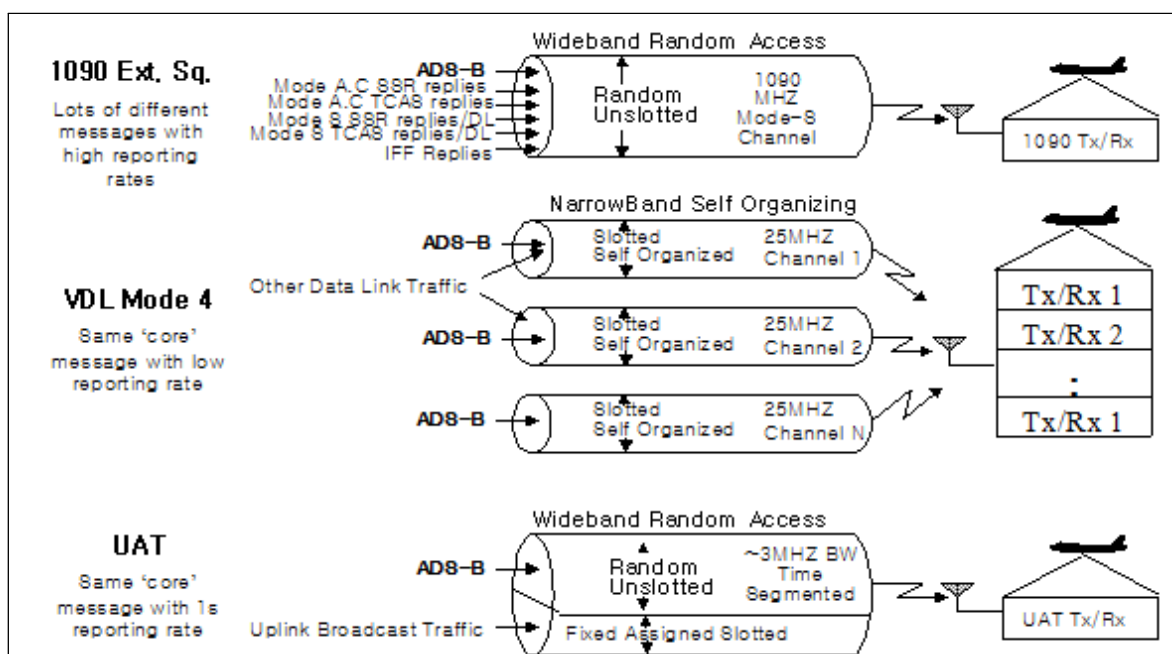 Wideband Random Access
1090 Ext. Sq.
Lots of different
messages with
high reporting
rates
ADS-B
Mode A.C SSR replies
Mode A.C TCAS replies
Mode S SSR replies/DL
Mode S TCAS replies/DL
IFF Replies
Random
Unslotted
1090
MHZ
Mode-S
Channel
1090 Tx/Rx
NarrowBand Self Organizing
VDL Mode 4
Same ‘core’
message with low
reporting rate
ADS-B
Other Data Link Traffic
ADS-B
ADS-B
Slotted
Self Organized
25MHZ
Channel 1
Slotted
Self Organized
25MHZ
Channel 2
Slotted
Self Organized
25MHZ
Channel N
Tx/Rx 1
Tx/Rx 2
:
Tx/Rx 1
Wideband Random Access
UAT
Same ‘core’
message with 1s
reporting rate
ADS-B
Uplink Broadcast Traffic
Random
Unslotted
~3MHZ BW
Time
Segmented
Fixed Assigned Slotted
UAT Tx/Rx